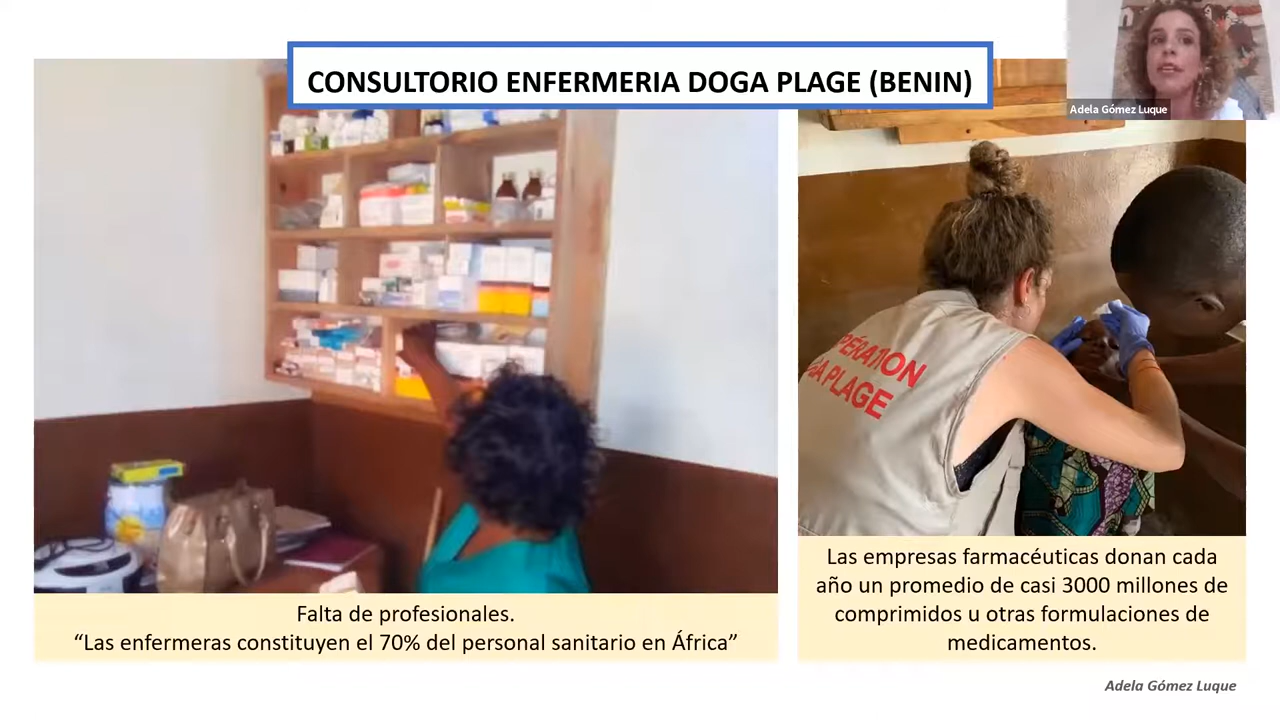 CONSULTORIO ENFERMERIA DOGA PLAGE (BENIN)
Adela Gómez Luque
PÉRATION
A PLAGE
Falta de profesionales.
“Las enfermeras constituyen el 70% del personal sanitario en África”
Las empresas farmacéuticas donan cada
año un promedio de casi 3000 millones de
comprimidos u otras formulaciones de
medicamentos.
Adela Gómez Luque